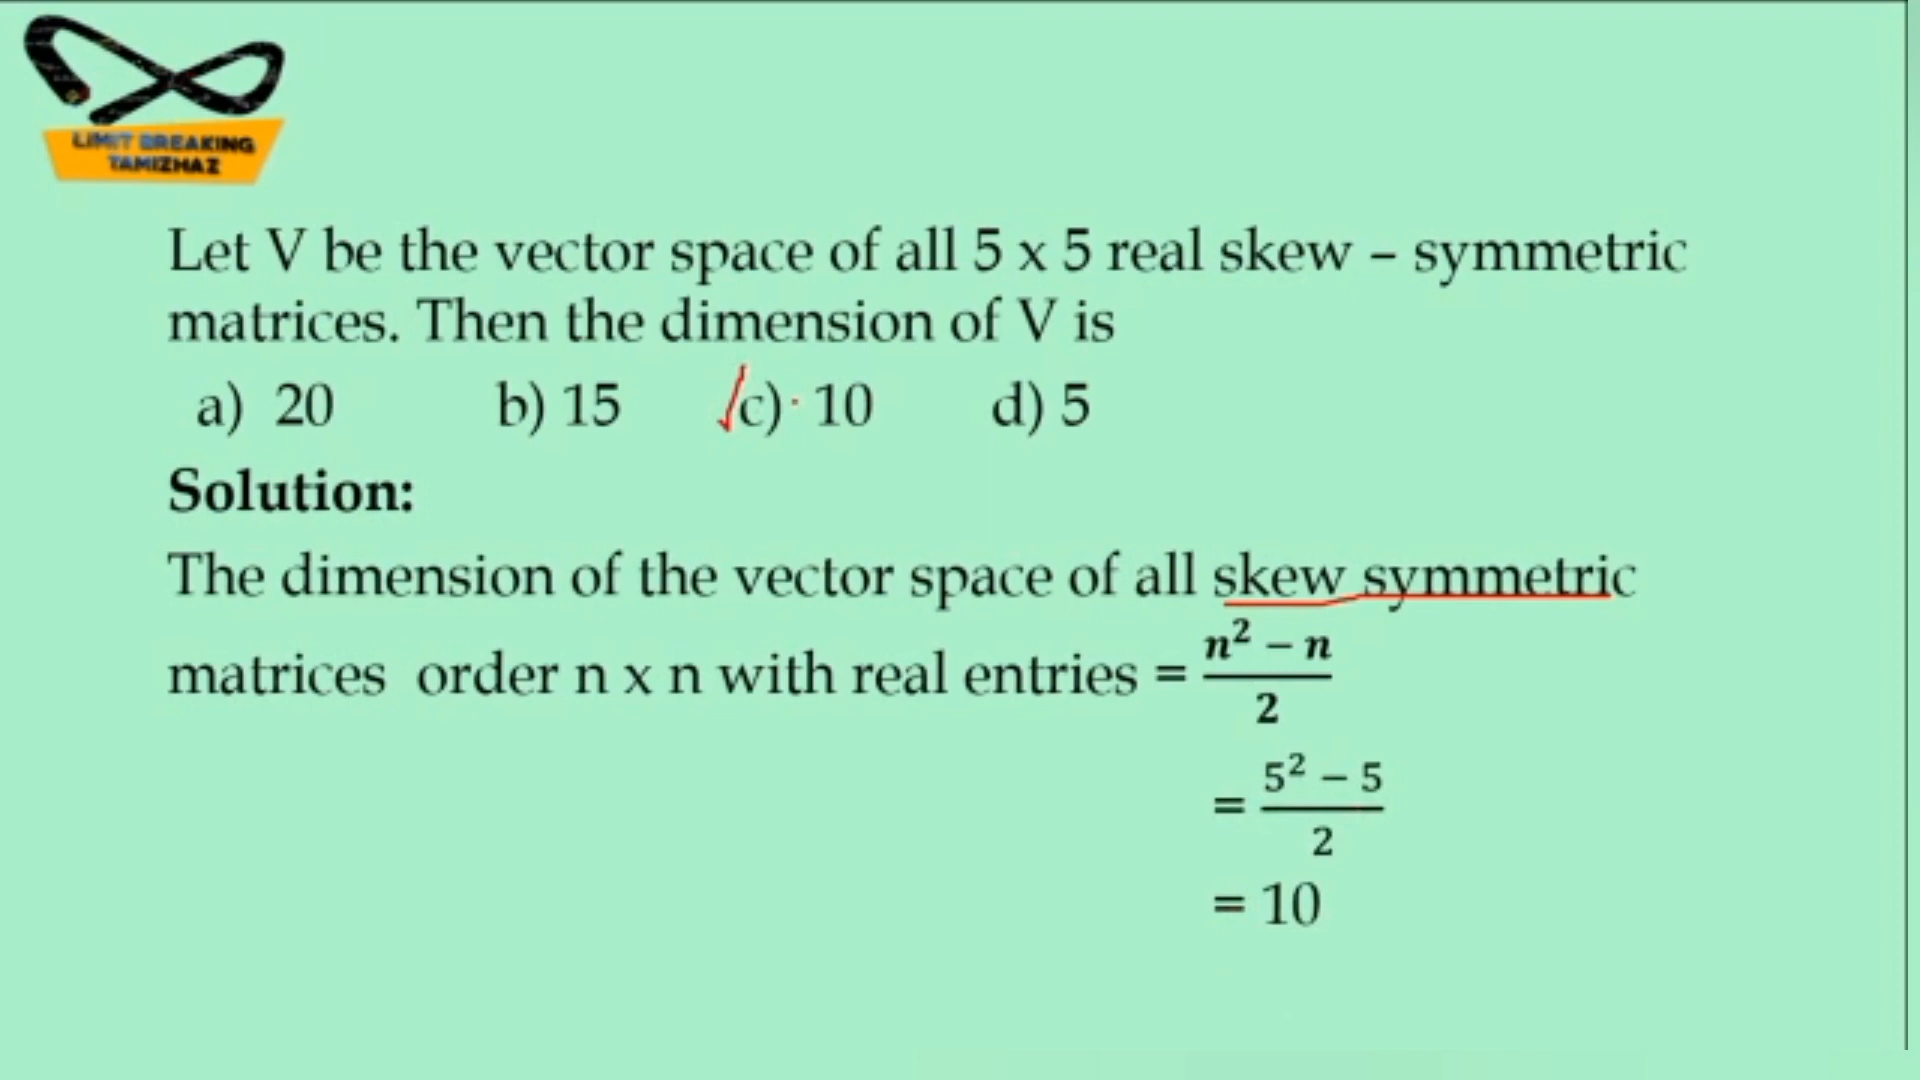 LIMIT BREAKING
TAMIZHAZ
Let V be the vector space of all 5 x 5 real skew – symmetric
matrices. Then the dimension of V is
a) 20 b) 15 c) 10 d) 5
Solution:
The dimension of the vector space of all skew symmetric
matrices order n x n with real entries = \frac{n² − n}{2}
= \frac{5² − 5}{2}
= 10